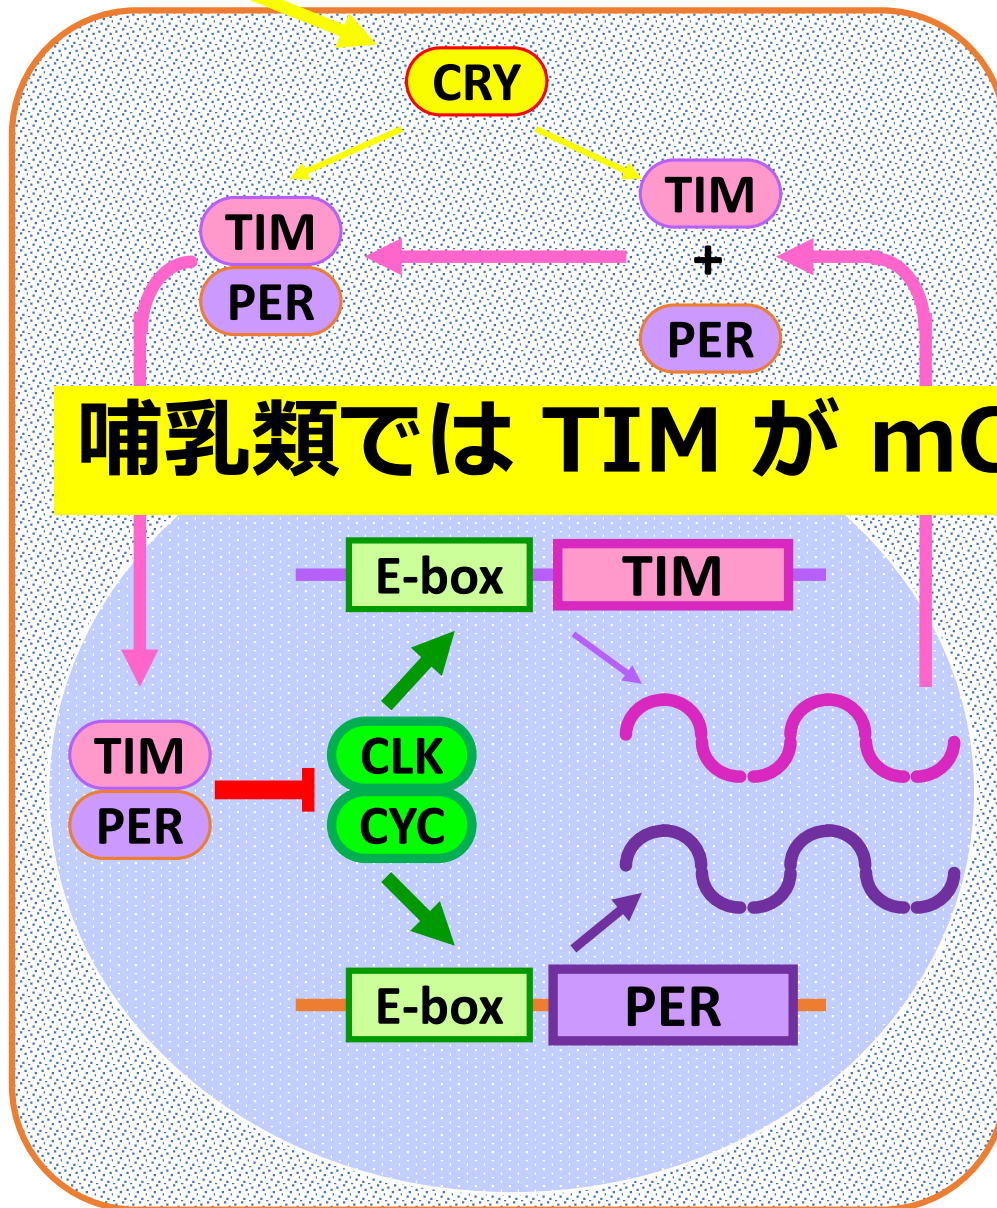 CRY
TIM
TIM
+
PER
PER
哺乳類では TIM が
E-box TIM
TIM
PER
CLK
CYC
E-box PER